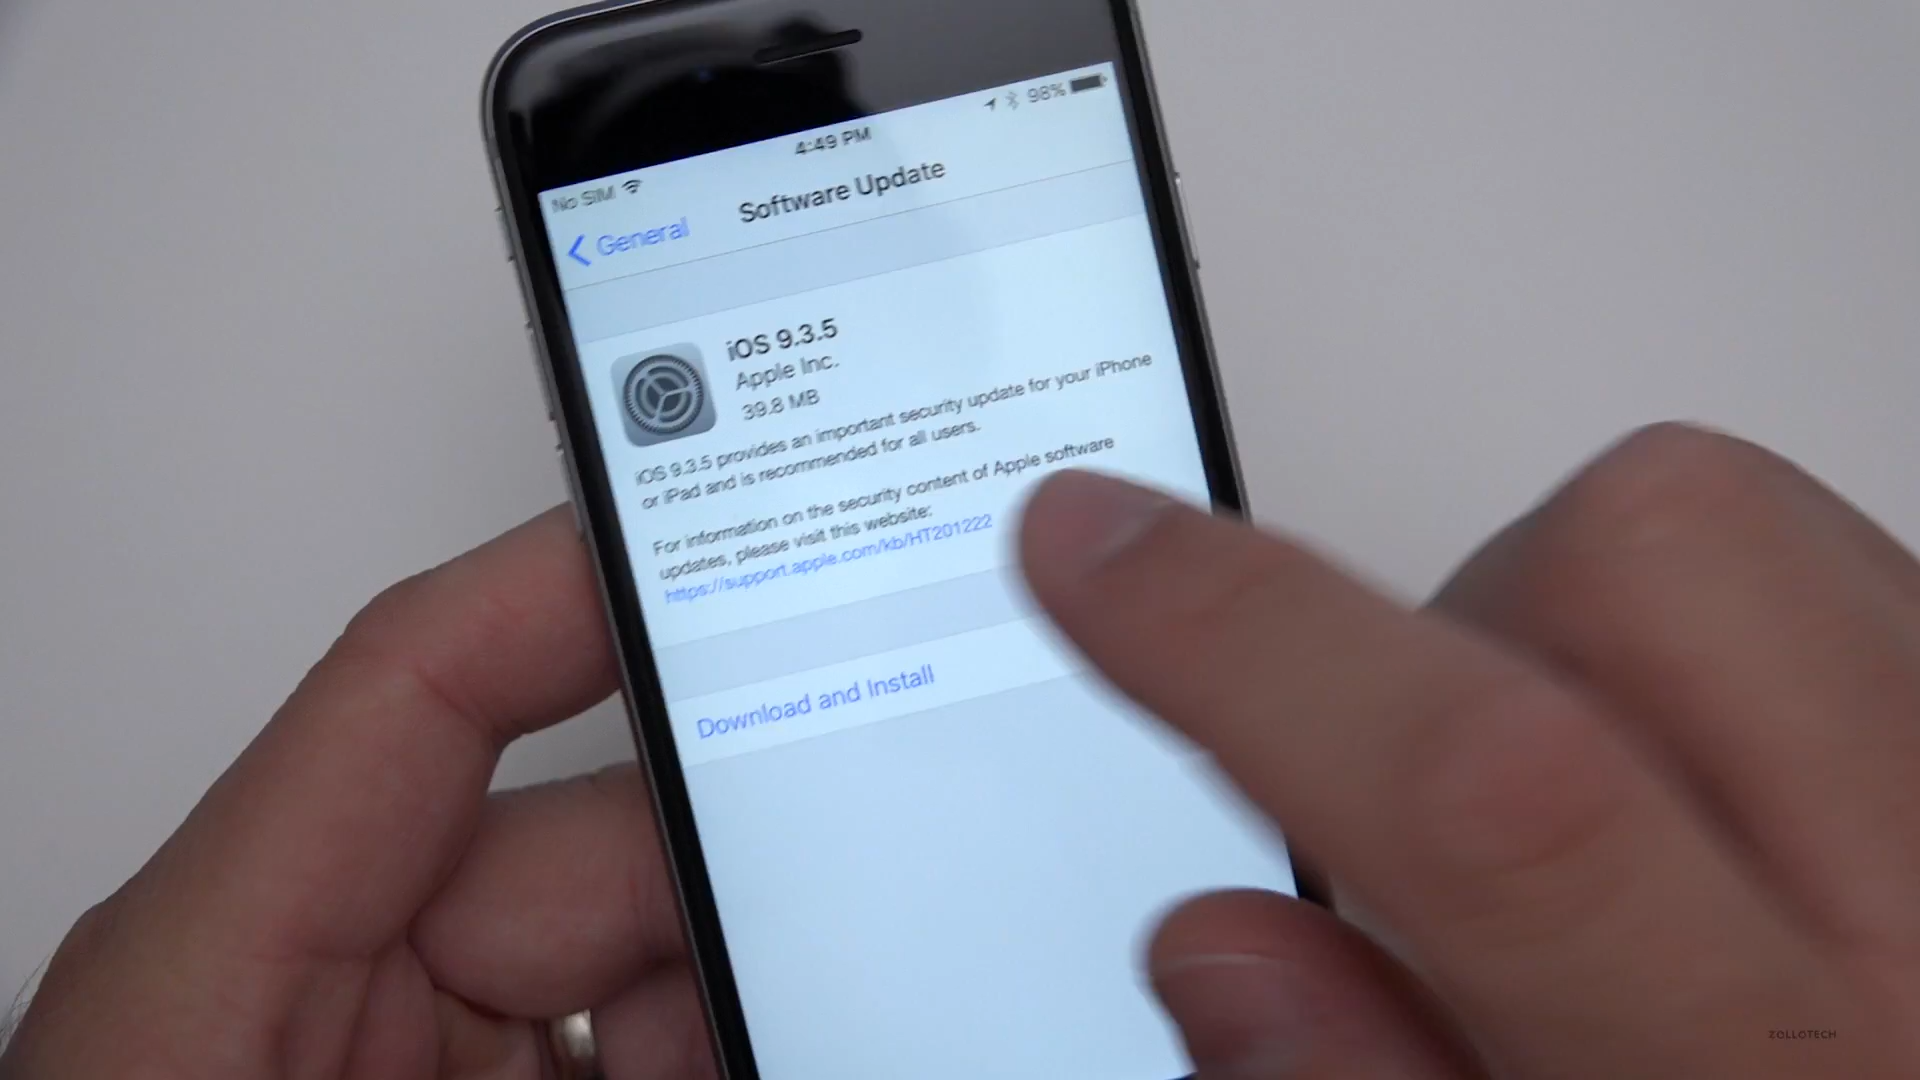 No SIM 4:49 PM 98%
General Software Update
iOS 9.3.5
Apple Inc.
39.8 MB
iOS 9.3.5 provides an important security update for your iPhone
or iPad and is recommended for all users.
For information on the security content of Apple software
updates, please visit this website:
https://support.apple.com/kb/HT201222
Download and Install
ZOLLOTECH